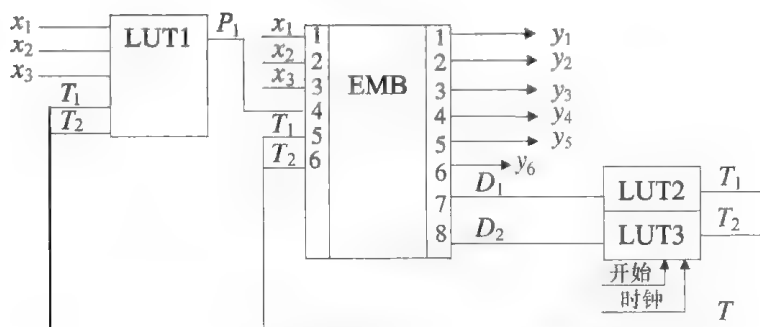 x₁
x₂
x₃
T₁
T₂
LUT1
P₁
x₁
x₂
x₃
T₁
T₂
1
2
3
4
5
6
EMB
1
2
3
4
5
6
7
8
y₁
y₂
y₃
y₄
y₅
y₆
D₁
D₂
LUT2
LUT3
T₁
T₂
开始
时钟
T